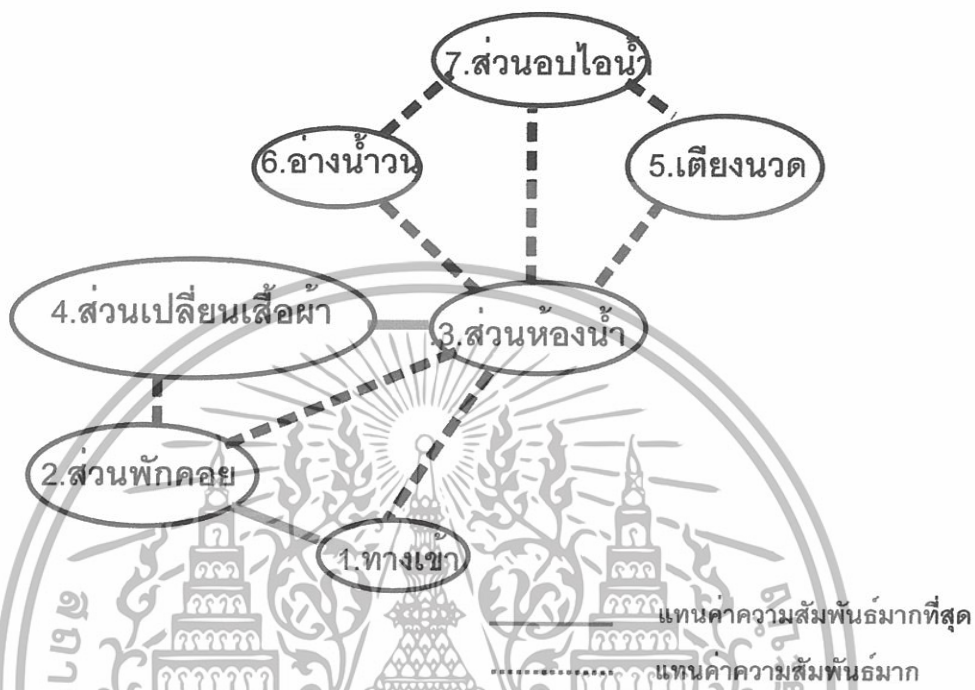 7.ส่วนอบไอน้ำ
6.อ่างน้ำวน
5.เตียงนวด
4.ส่วนเปลี่ยนเสื้อผ้า
3.ส่วนห้องน้ำ
2.ส่วนพักคอย
1.ทางเข้า
แทนค่าความสัมพันธ์มากที่สุด
แทนค่าความสัมพันธ์มาก